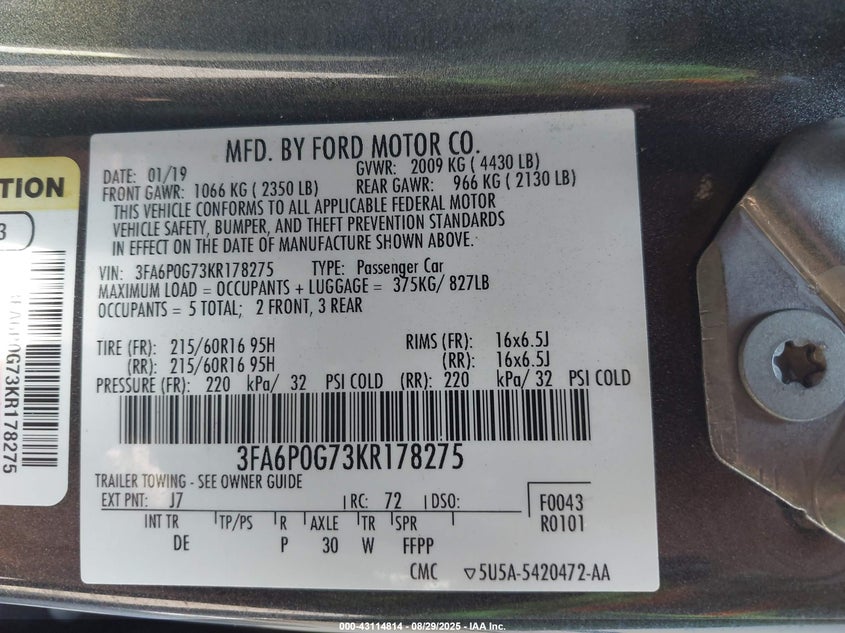 MFD. BY FORD MOTOR CO.
DATE: 01/19 GVWR: 2009 KG ( 4430 LB)
FRONT GAWR: 1066 KG ( 2350 LB) REAR GAWR: 966 KG ( 2130 LB)
THIS VEHICLE CONFORMS TO ALL APPLICABLE FEDERAL MOTOR
VEHICLE SAFETY, BUMPER, AND THEFT PREVENTION STANDARDS
IN EFFECT ON THE DATE OF MANUFACTURE SHOWN ABOVE.
VIN: 3FA6P0G73KR178275 TYPE: Passenger Car
MAXIMUM LOAD = OCCUPANTS + LUGGAGE = 375KG/ 827LB
OCCUPANTS = 5 TOTAL; 2 FRONT, 3 REAR
TIRE (FR): 215/60R16 95H RIMS (FR): 16x6.5J
(RR): 215/60R16 95H (RR): 16x6.5J
PRESSURE (FR): 220 kPa/ 32 PSI COLD (RR): 220 kPa/ 32 PSI COLD
3FA6P0G73KR178275
TRAILER TOWING - SEE OWNER GUIDE
EXT PNT: J7 RC: 72 DSO: F0043
INT TR TP/PS R AXLE TR SPR R0101
DE P 30 W FFPP
CMC ▽5U5A-5420472-AA
TION
3
3FA6P0G73KR178275
000-43114814 - 08/29/2025 - IAA Inc.